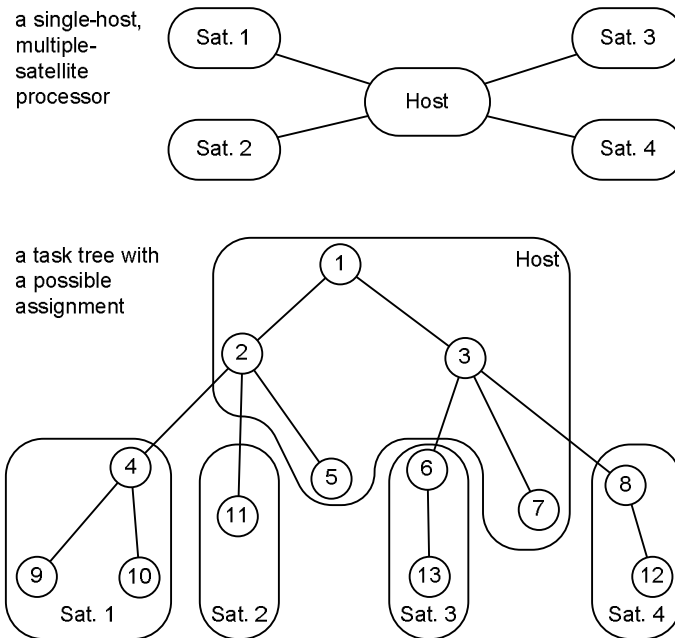 a single-host,
multiple-
satellite
processor
Sat. 1
Sat. 3
Host
Sat. 2
Sat. 4
a task tree with
a possible
assignment
Host
1
2
3
4
6
5
8
7
11
9
10
13
12
Sat. 1
Sat. 2
Sat. 3
Sat. 4